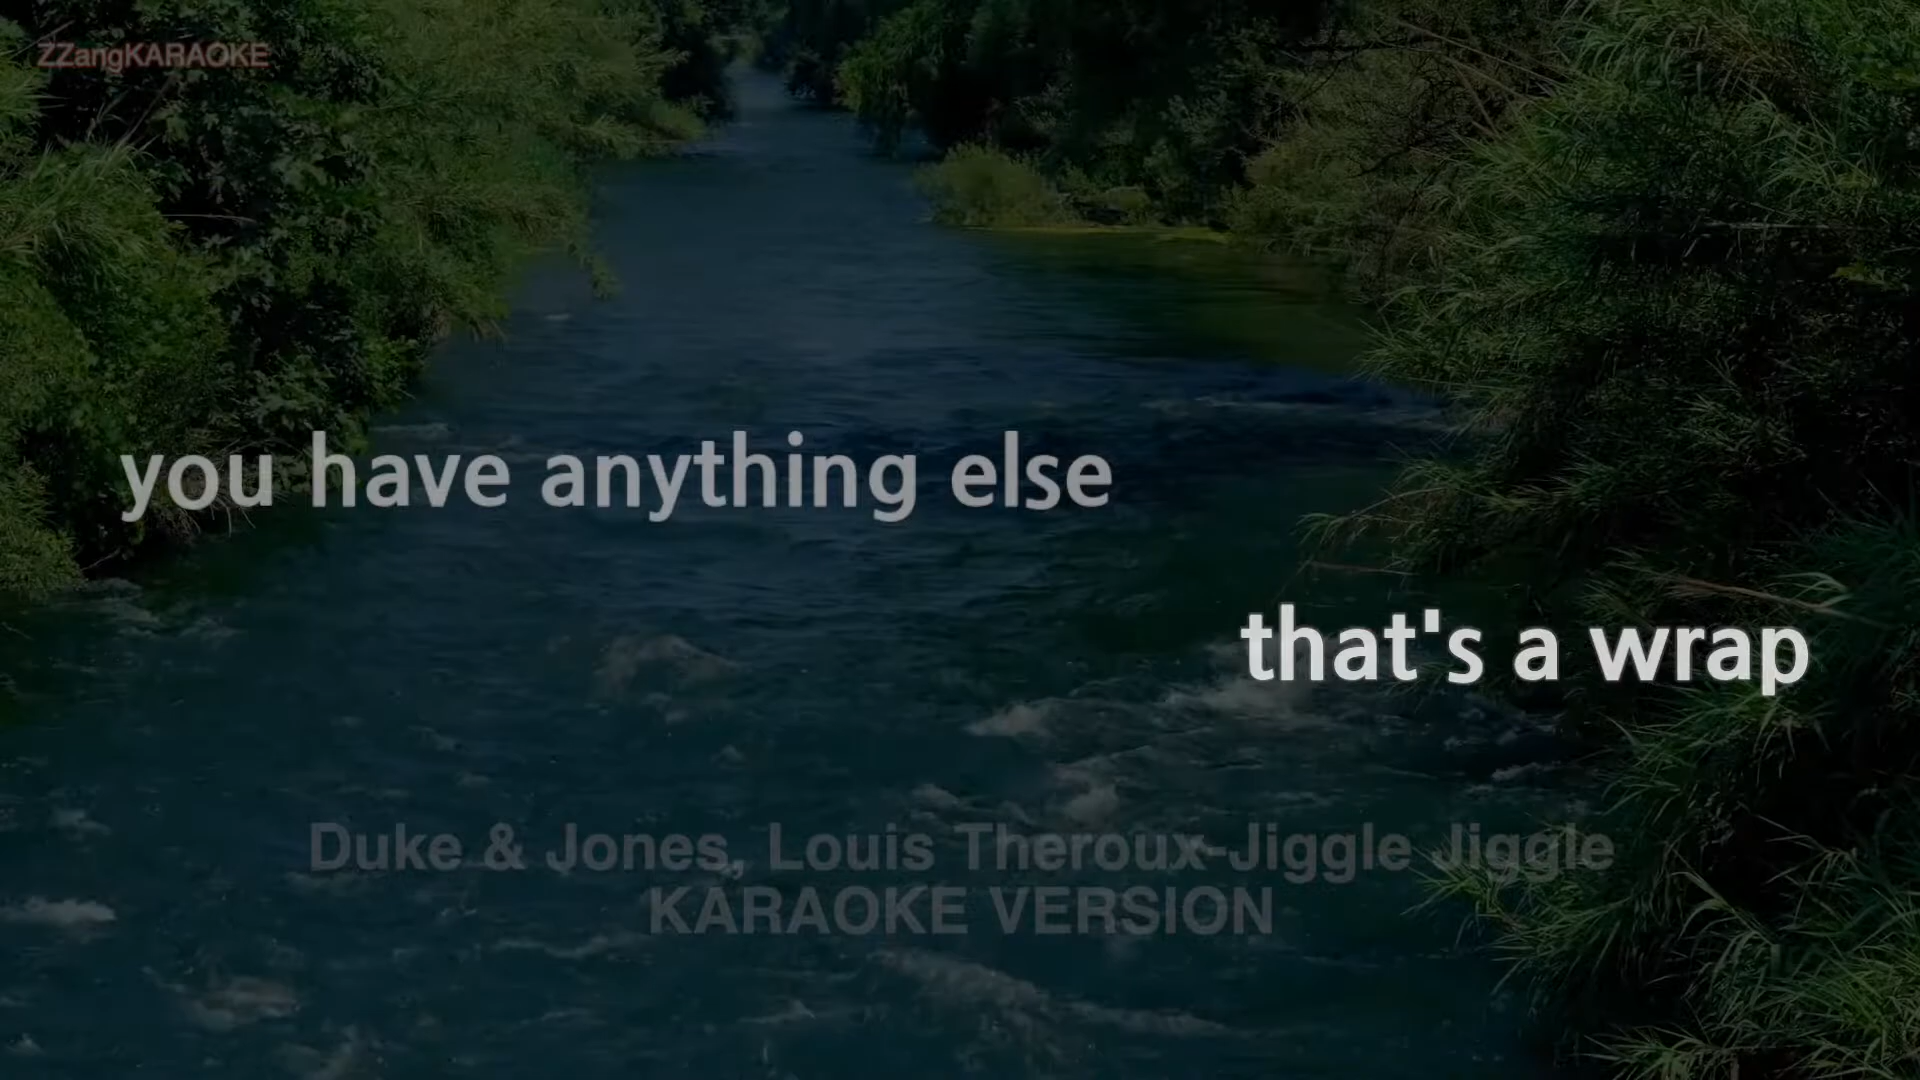 ZZangKARAOKE
you have anything else
that's a wrap
Duke & Jones, Louis Theroux-Jiggle Jiggle
KARAOKE VERSION